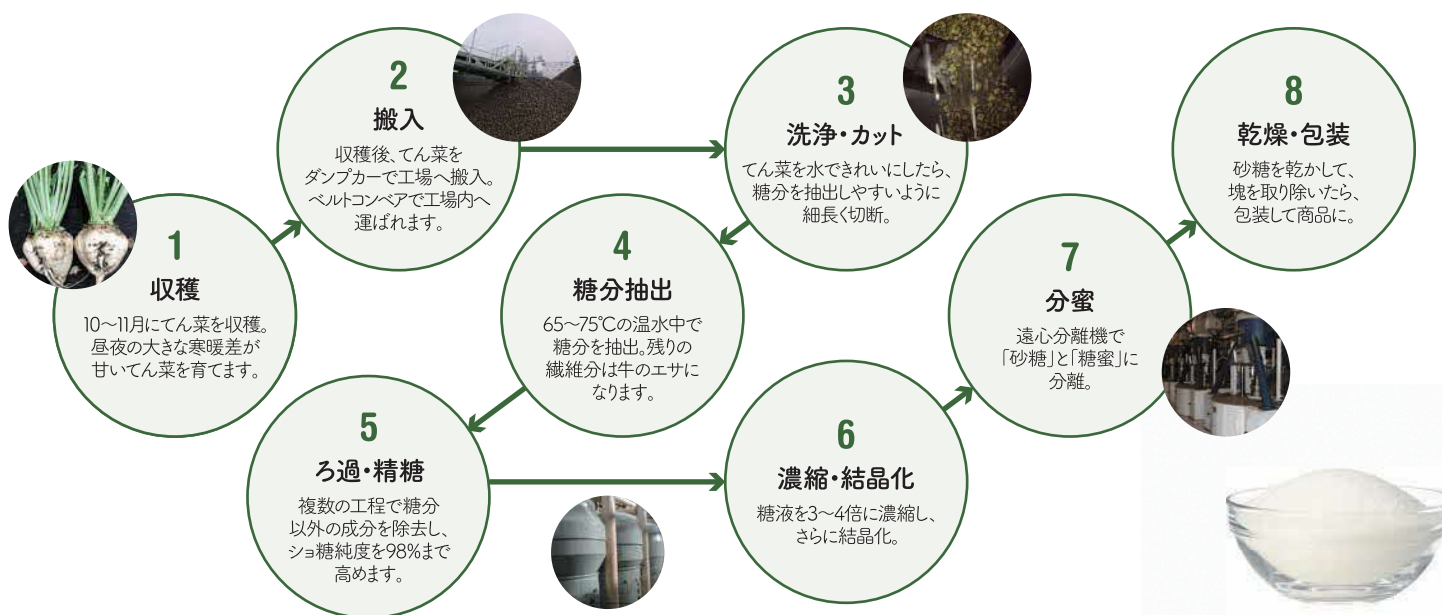 1
収穫
10〜11月にてん菜を収穫。
昼夜の大きな寒暖差が
甘いてん菜を育てます。
2
搬入
収穫後、てん菜を
ダンプカーで工場へ搬入。
ベルトコンベアで工場内へ
運ばれます。
3
洗浄・カット
てん菜を水できれいにしたら、
糖分を抽出しやすいように
細長く切断。
4
糖分抽出
65〜75℃の温水中で
糖分を抽出。残りの
繊維分は牛のエサに
なります。
5
ろ過・精糖
複数の工程で糖分
以外の成分を除去し、
ショ糖純度を98%まで
高めます。
6
濃縮・結晶化
糖液を3〜4倍に濃縮し、
さらに結晶化。
7
分蜜
遠心分離機で
「砂糖」と「糖蜜」に
分離。
8
乾燥・包装
砂糖を乾かして、
塊を取り除いたら、
包装して商品に。